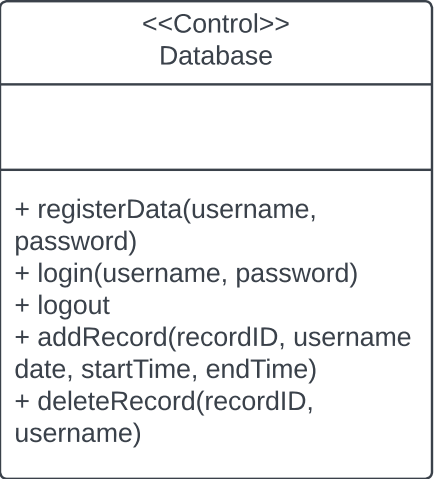 <<Control>>
Database
+ registerData(username,
password)
+ login(username, password)
+ logout
+ addRecord(recordID, username
date, startTime, endTime)
+ deleteRecord(recordID,
username)